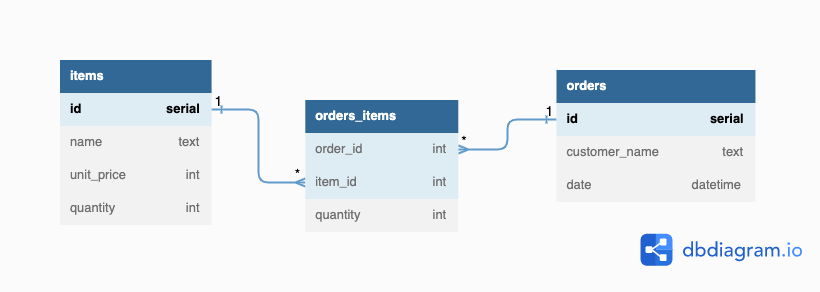 items
id serial
name text
unit_price int
quantity int
1
*
orders_items
order_id int
item_id int
quantity int
*
1
orders
id serial
customer_name text
date datetime
dbdiagram.io